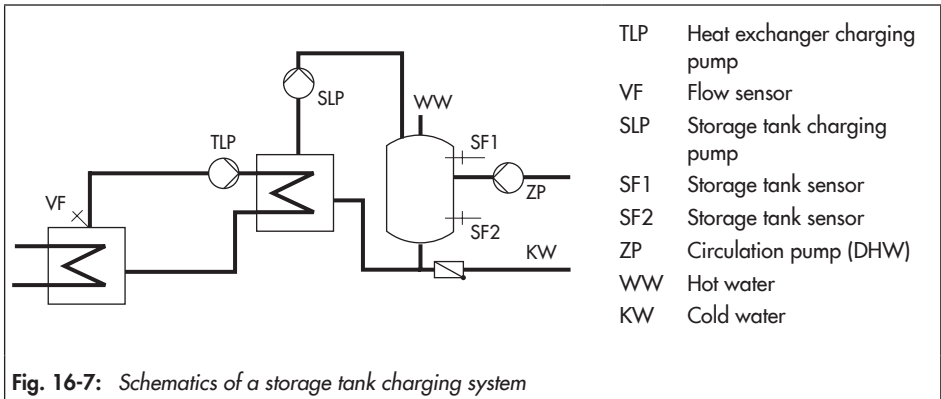 SLP
WW
TLP
SF1
ZP
VF
SF2
KW
TLP Heat exchanger charging
pump
VF Flow sensor
SLP Storage tank charging
pump
SF1 Storage tank sensor
SF2 Storage tank sensor
ZP Circulation pump (DHW)
WW Hot water
KW Cold water
Fig. 16-7: Schematics of a storage tank charging system